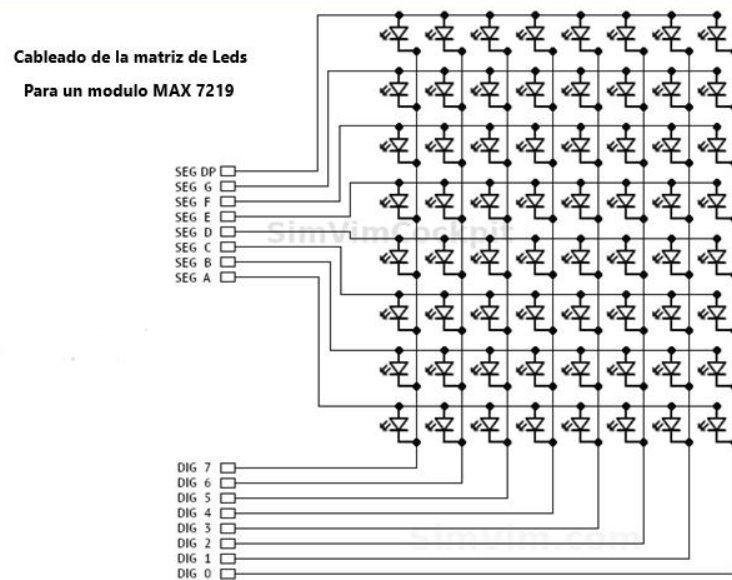 Cableado de la matriz de Leds
Para un modulo MAX 7219
SEG DP
SEG G
SEG F
SEG E
SEG D
SEG C
SEG B
SEG A
SimVimCockpit
DIG 7
DIG 6
DIG 5
DIG 4
DIG 3
DIG 2
DIG 1
DIG 0
SimVim.com